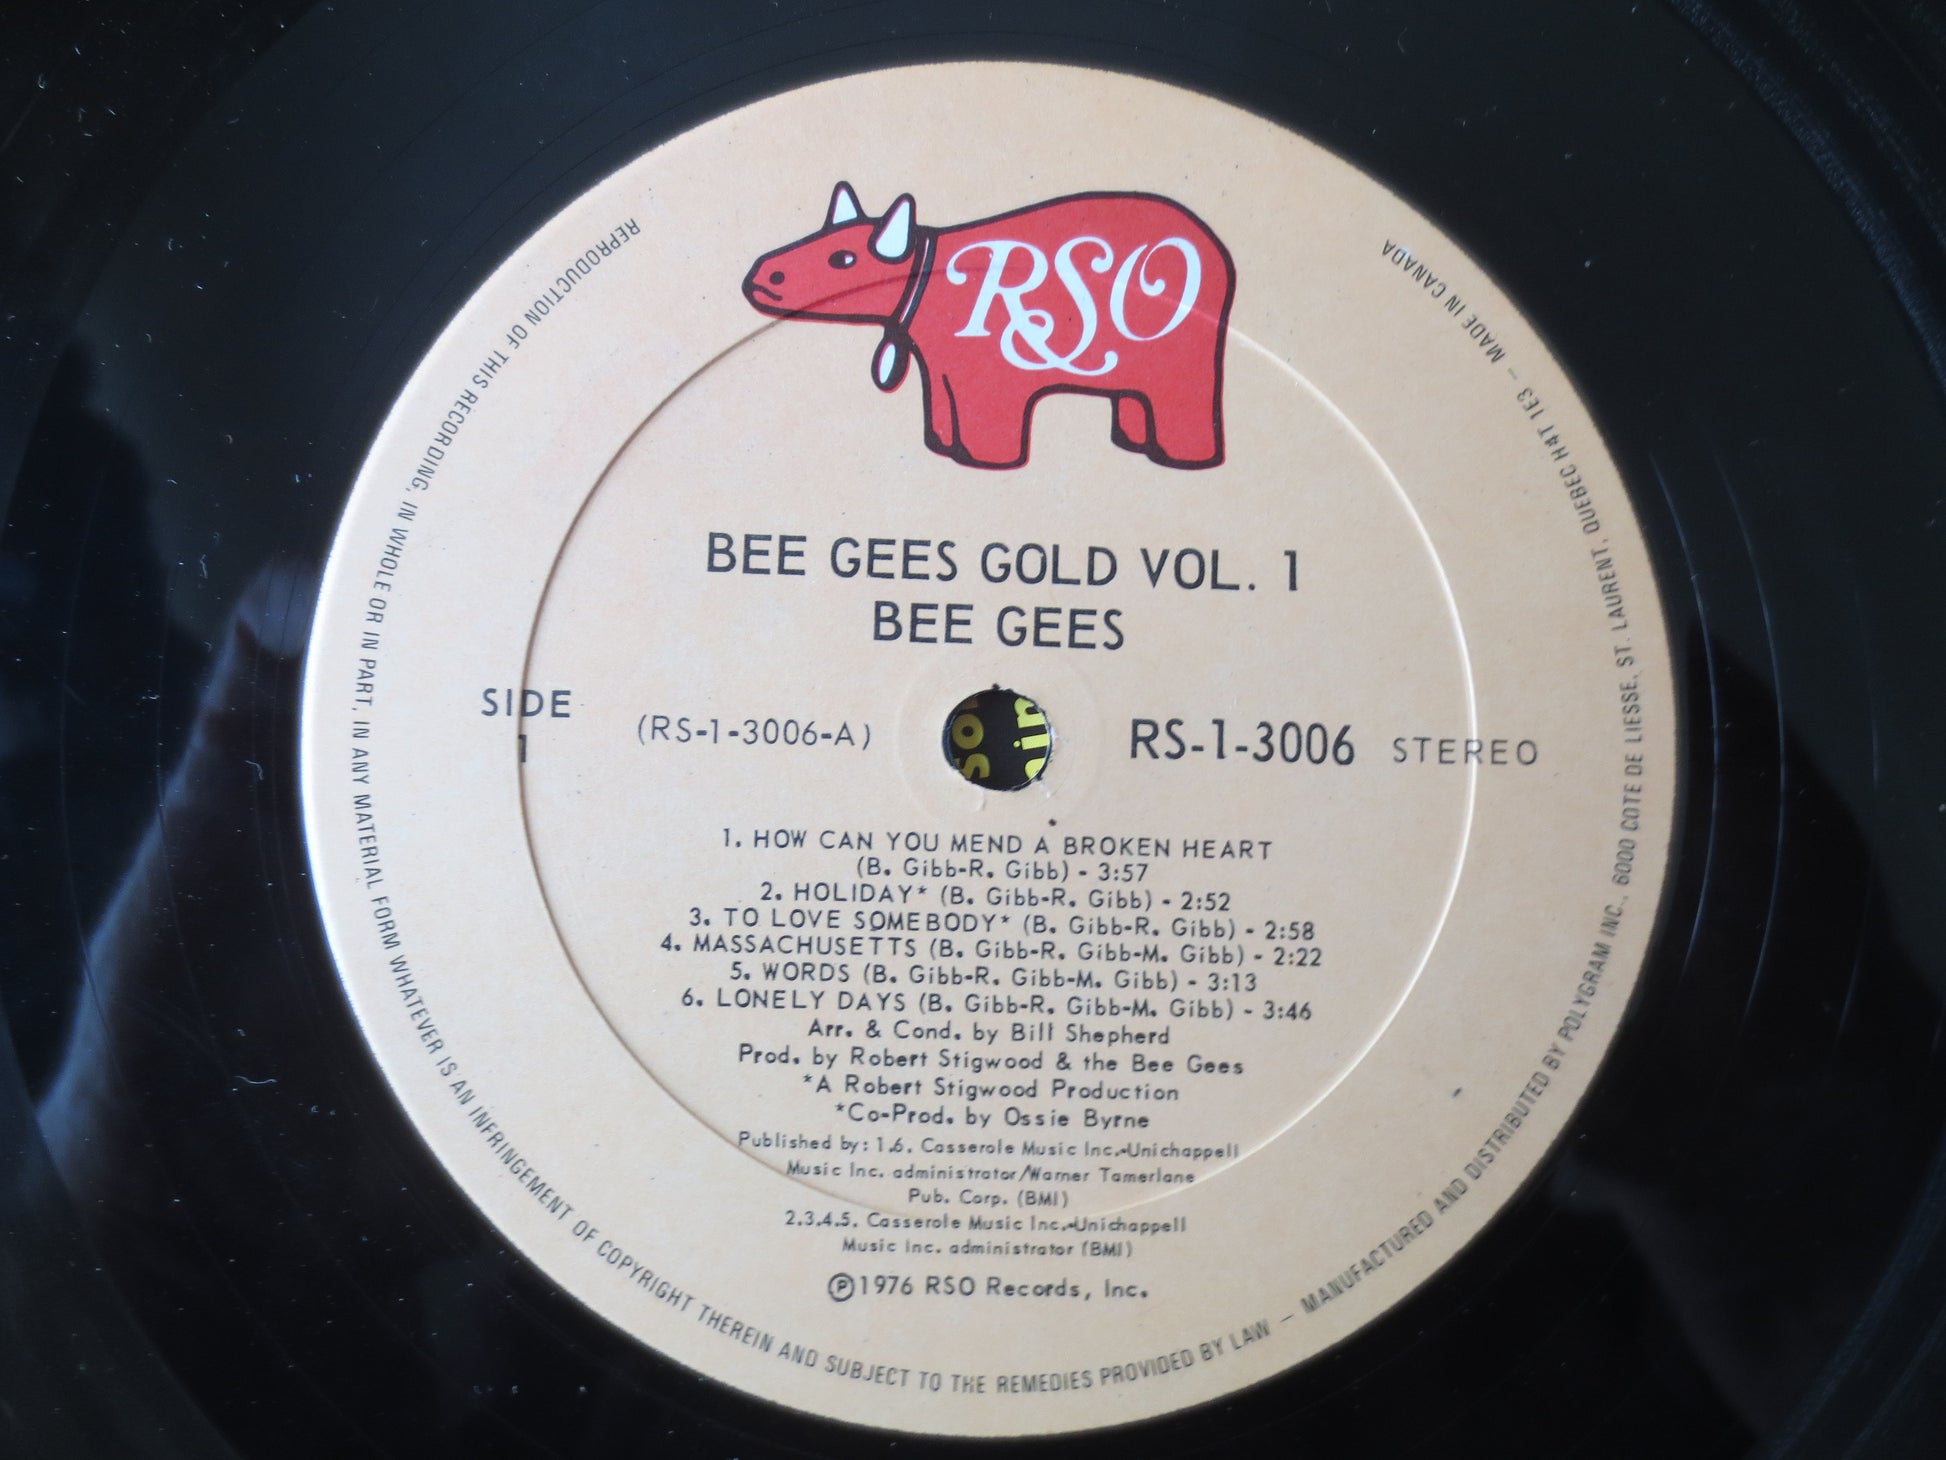 RSO
BEE GEES GOLD VOL. 1
BEE GEES
SIDE
1
(RS-1-3006-A)
RS-1-3006 STEREO
1. HOW CAN YOU MEND A BROKEN HEART
(B. Gibb-R. Gibb) - 3:57
2. HOLIDAY* (B. Gibb-R. Gibb) - 2:52
3. TO LOVE SOMEBODY* (B. Gibb-R. Gibb) - 2:58
4. MASSACHUSETTS (B. Gibb-R. Gibb-M. Gibb) - 2:22
5. WORDS (B. Gibb-R. Gibb-M. Gibb) - 3:13
6. LONELY DAYS (B. Gibb-R. Gibb-M. Gibb) - 3:46
Arr. & Cond. by Bill Shepherd
Prod. by Robert Stigwood & the Bee Gees
*A Robert Stigwood Production
*Co-Prod. by Ossie Byrne
Published by: 1.6. Casserole Music Inc.-Unichappell
Music Inc. administrator/Warner Tamerlane
Pub. Corp. (BMI)
2.3.4.5. Casserole Music Inc.-Unichappell
Music Inc. administrator (BMI)
℗1976 RSO Records, Inc.
REPRODUCTION OF THIS RECORDING, IN WHOLE OR IN PART, IN ANY MATERIAL FORM WHATEVER IS AN INFRINGEMENT OF COPYRIGHT THEREIN AND SUBJECT TO THE REMEDIES PROVIDED BY LAW – MANUFACTURED AND DISTRIBUTED BY POLYGRAM INC., 6000 COTE DE LIESSE, ST. LAURENT, QUEBEC H4T 1E3 – MADE IN CANADA